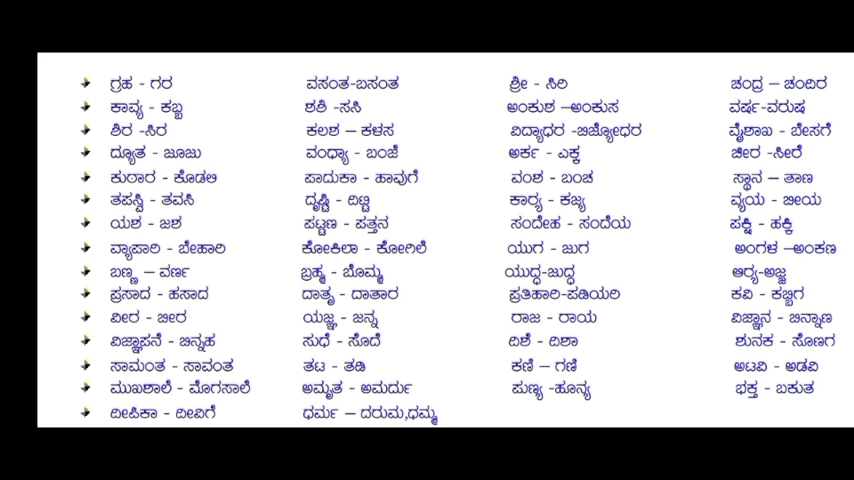 ಗ್ರಹ - ಗರ ವಸಂತ-ಬಸಂತ ಶ್ರೀ - ಸಿರಿ ಚಂದ್ರ – ಚಂದಿರ
ಕಾವ್ಯ - ಕಬ್ಬ ಶಶಿ -ಸಸಿ ಅಂಕುಶ –ಅಂಕುಸ ವರ್ಷ-ವರುಷ
ಶಿರ -ಸಿರ ಕಲಶ – ಕಳಸ ವಿದ್ಯಾಧರ -ಬಿಜ್ಯೋಧರ ವೈಶಾಖ - ಬೇಸಗೆ
ದ್ಯೂತ - ಜೂಜು ವಂಧ್ಯಾ - ಬಂಜೆ ಅರ್ಕ - ಎಕ್ಕ ಚೀರ -ಸೀರೆ
ಕುಠಾರ - ಕೊಡಲಿ ಪಾದುಕಾ - ಹಾವುಗೆ ವಂಶ - ಬಂಚ ಸ್ಥಾನ – ತಾಣ
ತಪಸ್ವಿ - ತವಸಿ ದೃಷ್ಟಿ - ದಿಟ್ಟಿ ಕಾರ‍್ಯ - ಕಜ್ಯ ವ್ಯಯ - ಬೀಯ
ಯಶ - ಜಶ ಪಟ್ಟಣ - ಪತ್ತನ ಸಂದೇಹ - ಸಂದೆಯ ಪಕ್ಷಿ - ಹಕ್ಕಿ
ವ್ಯಾಪಾರಿ - ಬೇಹಾರಿ ಕೋಕಿಲಾ - ಕೋಗಿಲೆ ಯುಗ - ಜುಗ ಅಂಗಳ –ಅಂಕಣ
ಬಣ್ಣ – ವರ್ಣ ಬ್ರಹ್ಮ - ಬೊಮ್ಮ ಯುದ್ಧ-ಜುದ್ಧ ಆರ‍್ಯ-ಅಜ್ಜ
ಪ್ರಸಾದ - ಹಸಾದ ದಾತೃ - ದಾತಾರ ಪ್ರತಿಹಾರಿ-ಪಡಿಯರಿ ಕವಿ - ಕಬ್ಬಿಗ
ವೀರ - ಬೀರ ಯಜ್ಞ - ಜನ್ನ ರಾಜ - ರಾಯ ವಿಜ್ಞಾನ - ಬಿನ್ನಾಣ
ವಿಜ್ಞಾಪನೆ - ಬಿನ್ನಹ ಸುಧೆ - ಸೊದೆ ದಿಶೆ - ದಿಶಾ ಶುನಕ - ಸೊಣಗ
ಸಾಮಂತ - ಸಾವಂತ ತಟ - ತಡಿ ಕಣಿ – ಗಣಿ ಅಟವಿ - ಅಡವಿ
ಮುಖಶಾಲೆ - ಮೊಗಸಾಲೆ ಅಮೃತ - ಅಮರ್ದು ಪುಣ್ಯ -ಹೂನ್ಯ ಭಕ್ತ - ಬಕುತ
ದೀಪಿಕಾ - ದೀವಿಗೆ ಧರ್ಮ – ದರುಮ,ಧಮ್ಮ